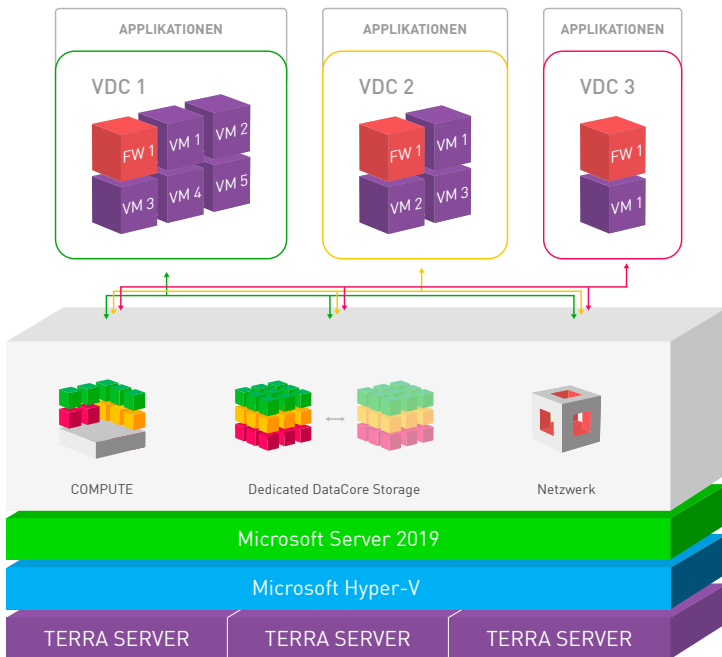 APPLIKATIONEN
APPLIKATIONEN
APPLIKATIONEN
VDC 1
VDC 2
VDC 3
FW 1
VM 1
VM 2
VM 3
VM 4
VM 5
FW 1
VM 1
VM 2
VM 3
FW 1
VM 1
COMPUTE
Dedicated DataCore Storage
Netzwerk
Microsoft Server 2019
Microsoft Hyper-V
TERRA SERVER
TERRA SERVER
TERRA SERVER